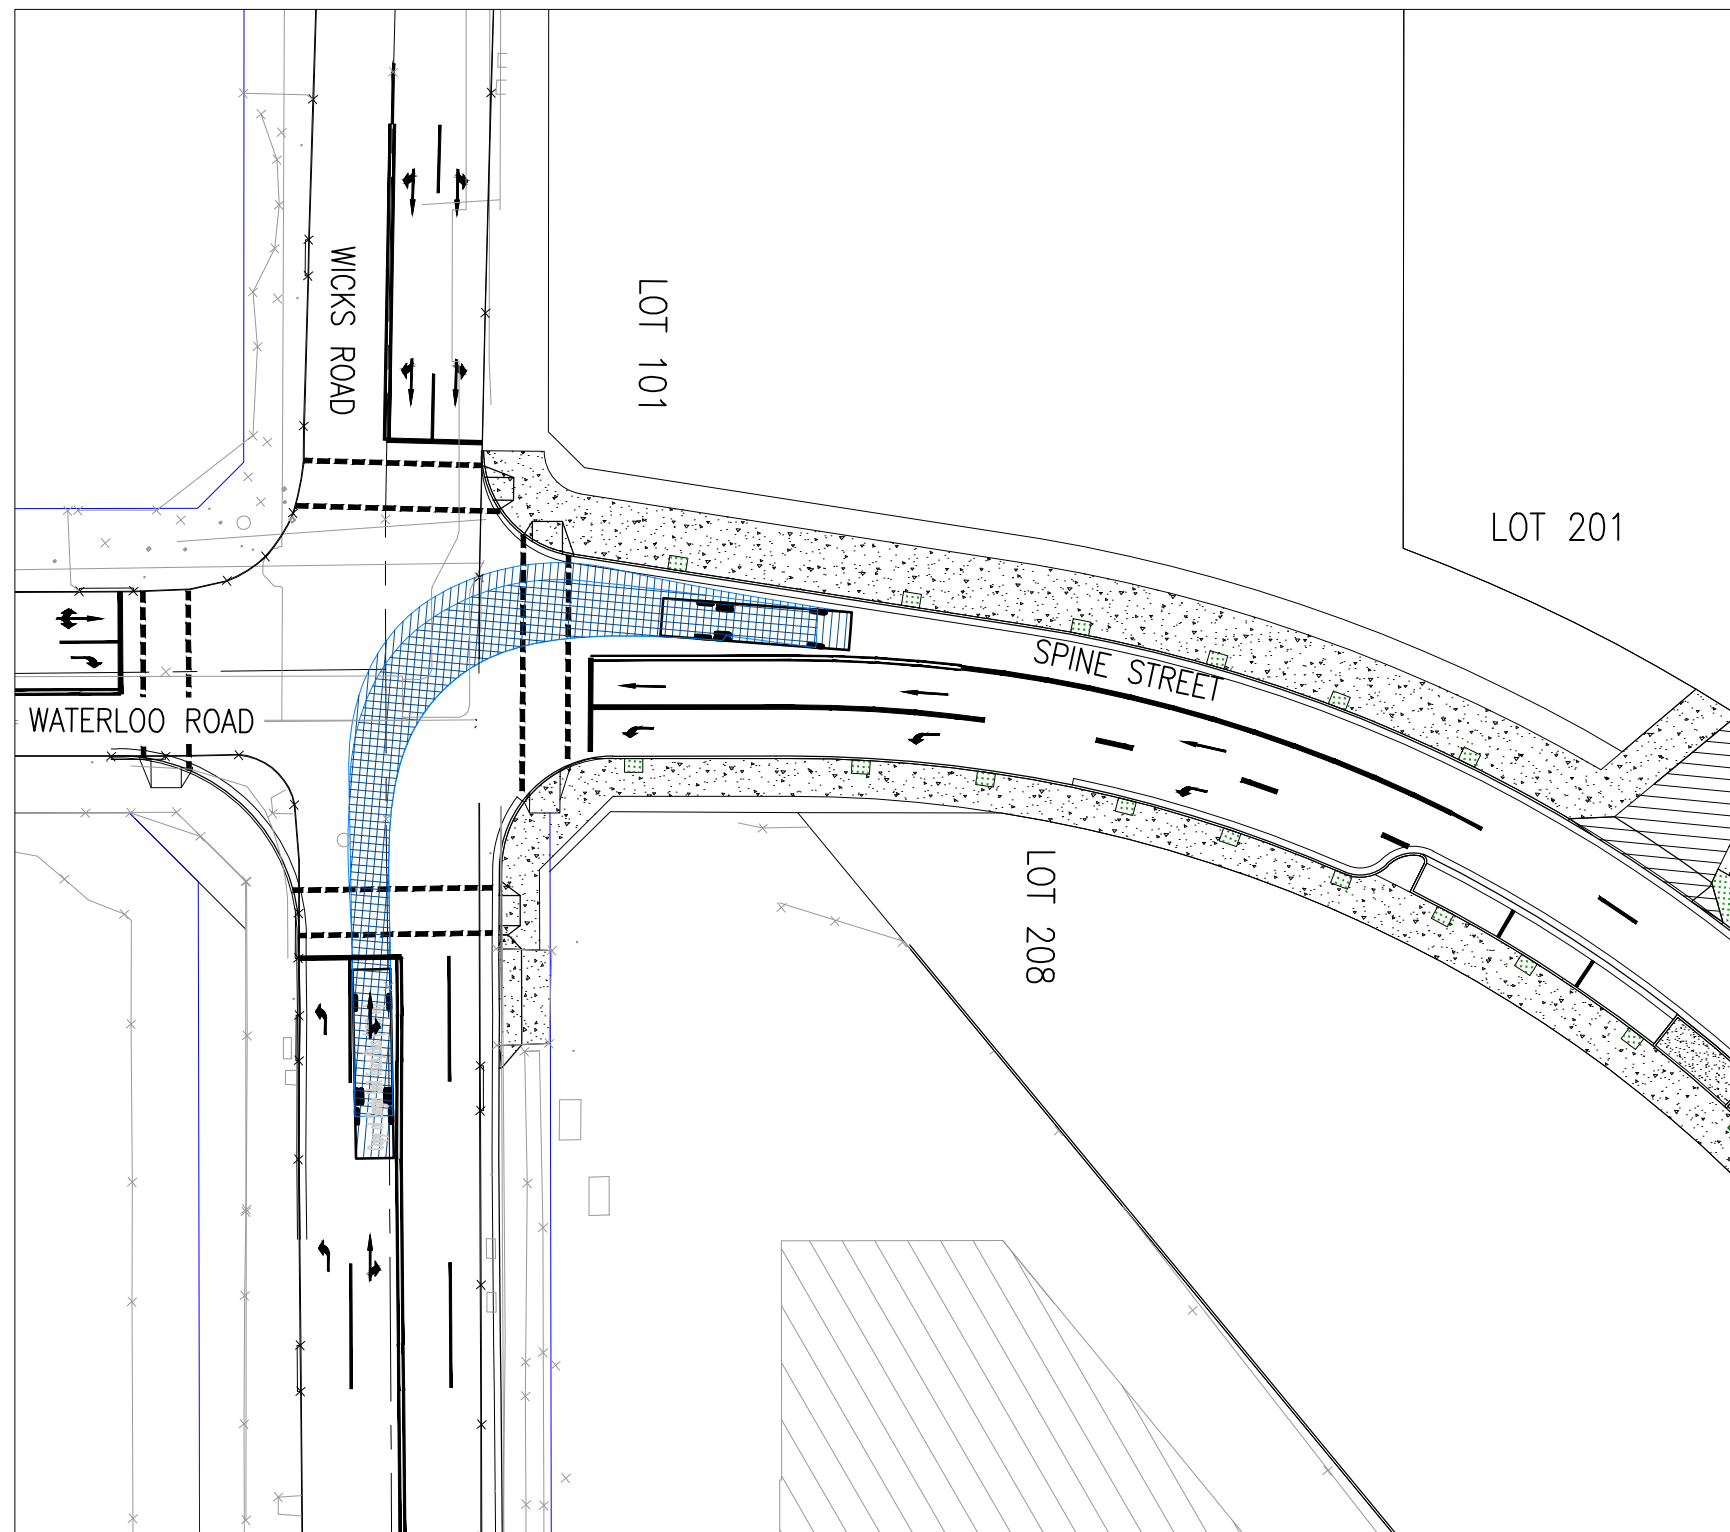 WICKS ROAD
LOT 101
LOT 201
SPINE STREET
WATERLOO ROAD
LOT 208